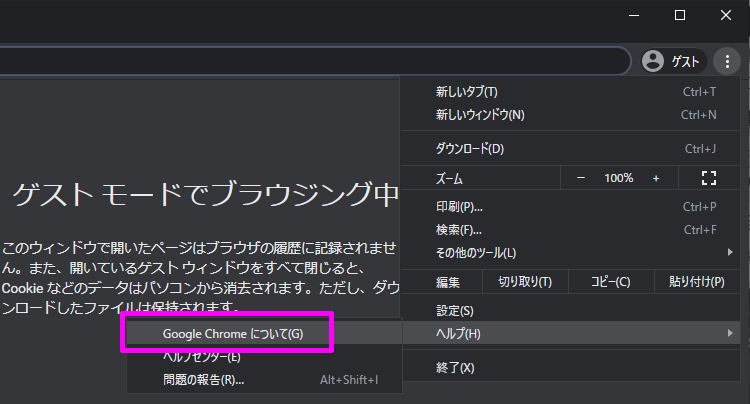 ゲスト
新しいタブ(T) Ctrl+T
新しいウィンドウ(N) Ctrl+N
ダウンロード(D) Ctrl+J
ズーム － 100% +
印刷(P)... Ctrl+P
検索(F)... Ctrl+F
その他のツール(L)
編集 切り取り(T) コピー(C) 貼り付け(P)
設定(S)
ヘルプ(H)
終了(X)
ゲスト モードでブラウジング中
このウィンドウで開いたページはブラウザの履歴に記録されませ
ん。また、開いているゲスト ウィンドウをすべて閉じると、
Cookie などのデータはパソコンから消去されます。ただし、ダウ
ンロードしたファイルは保持されます。
Google Chrome について(G)
ヘルプセンター(E)
問題の報告(R)... Alt+Shift+I